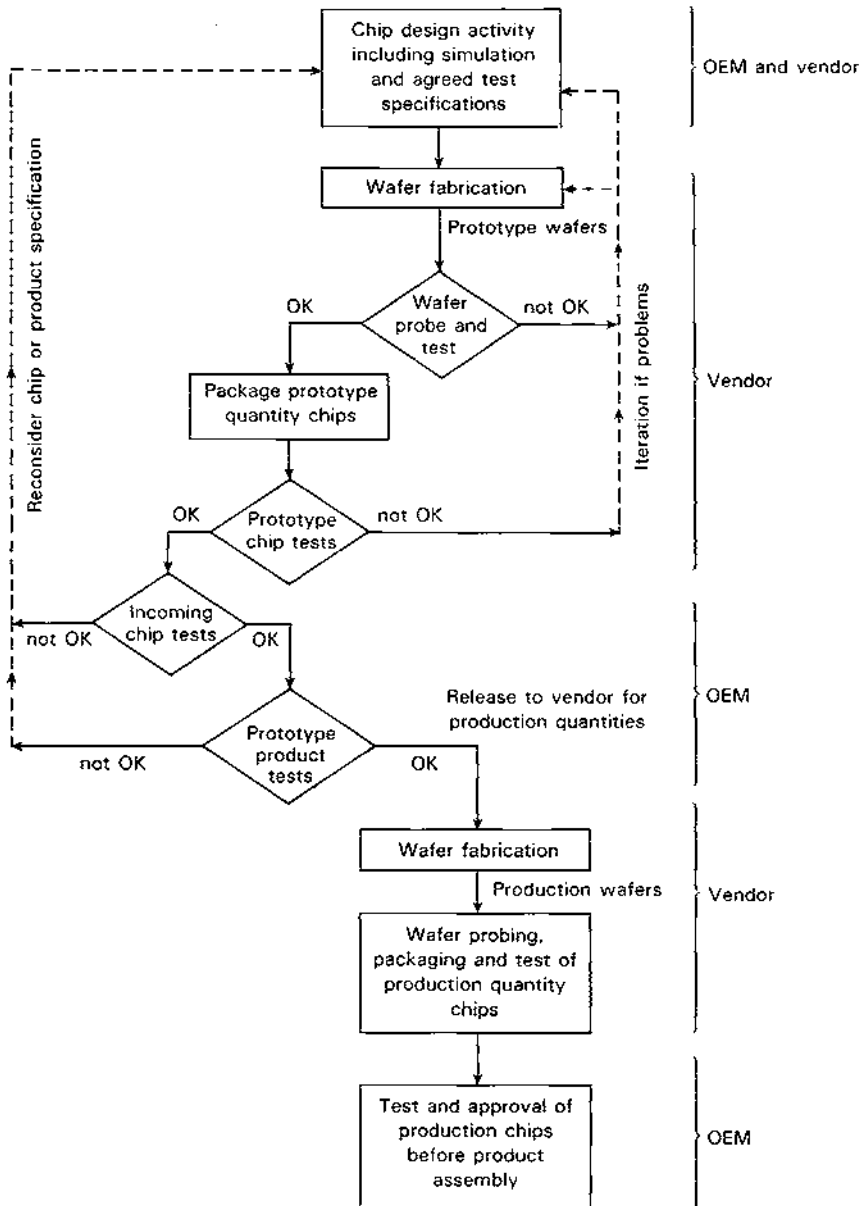 Chip design activity
including simulation
and agreed test
specifications
OEM and vendor
Reconsider chip or product specification
Wafer fabrication
Prototype wafers
OK
Wafer
probe and
test
not OK
Iteration if problems
Vendor
Package prototype
quantity chips
OK
Prototype
chip tests
not OK
not OK
Incoming
chip tests
OK
Release to vendor for
production quantities
OEM
not OK
Prototype
product
tests
OK
Wafer fabrication
Production wafers
Vendor
Wafer probing,
packaging and test of
production quantity
chips
Test and approval of
production chips
before product
assembly
OEM